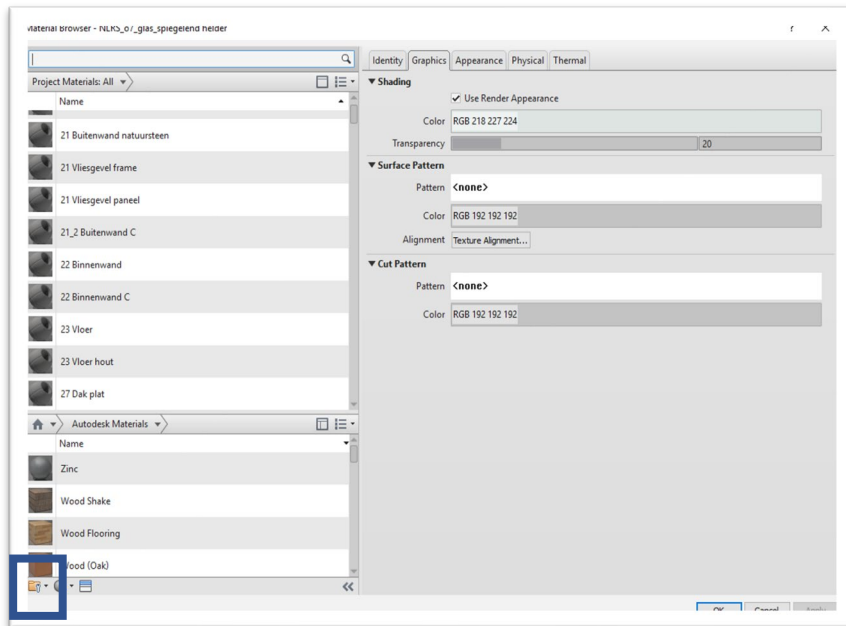 Material Browser - NLRS_67_glas_spiegelend helder
Project Materials: All
Name
21 Buitenwand natuursteen
21 Vliesgevel frame
21 Vliesgevel paneel
21_2 Buitenwand C
22 Binnenwand
22 Binnenwand C
23 Vloer
23 Vloer hout
27 Dak plat
Autodesk Materials
Name
Zinc
Wood Shake
Wood Flooring
Wood (Oak)
Identity Graphics Appearance Physical Thermal
Shading
Use Render Appearance
Color RGB 218 227 224
Transparency 20
Surface Pattern
Pattern <none>
Color RGB 192 192 192
Alignment Texture Alignment...
Cut Pattern
Pattern <none>
Color RGB 192 192 192
OK Cancel Apply